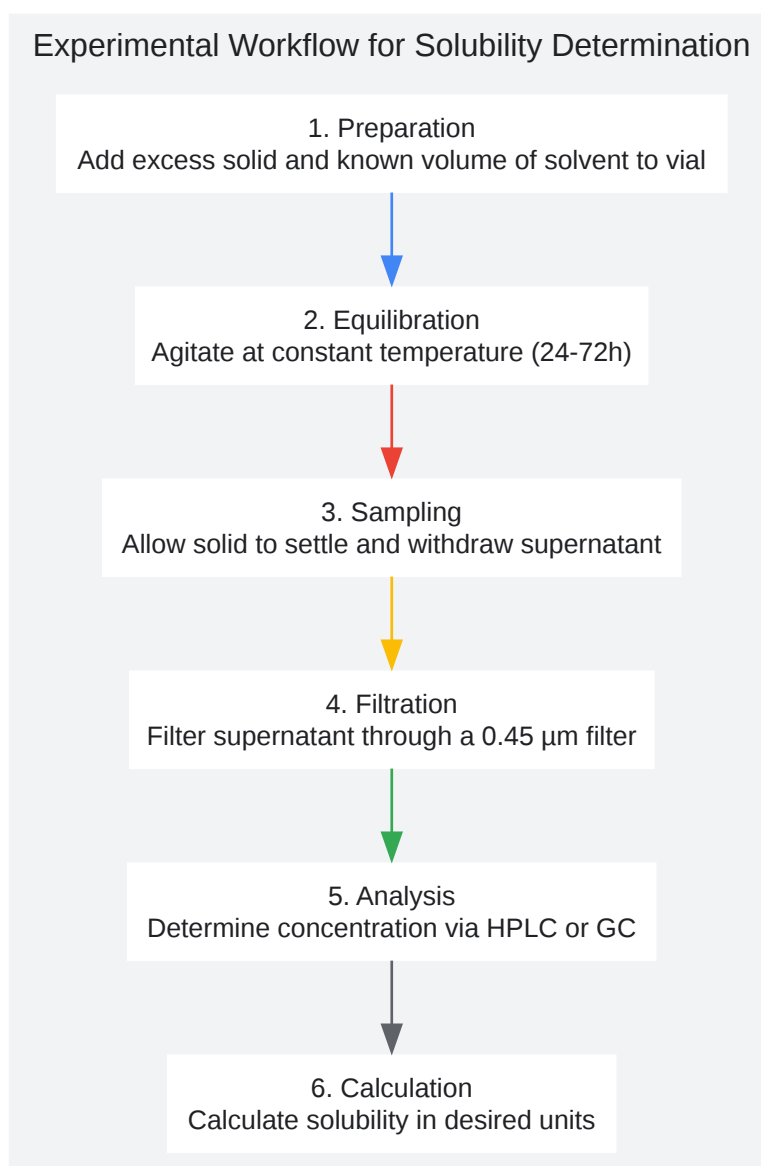 Experimental Workflow for Solubility Determination
1. Preparation
Add excess solid and known volume of solvent to vial
2. Equilibration
Agitate at constant temperature (24-72h)
3. Sampling
Allow solid to settle and withdraw supernatant
4. Filtration
Filter supernatant through a 0.45 µm filter
5. Analysis
Determine concentration via HPLC or GC
6. Calculation
Calculate solubility in desired units